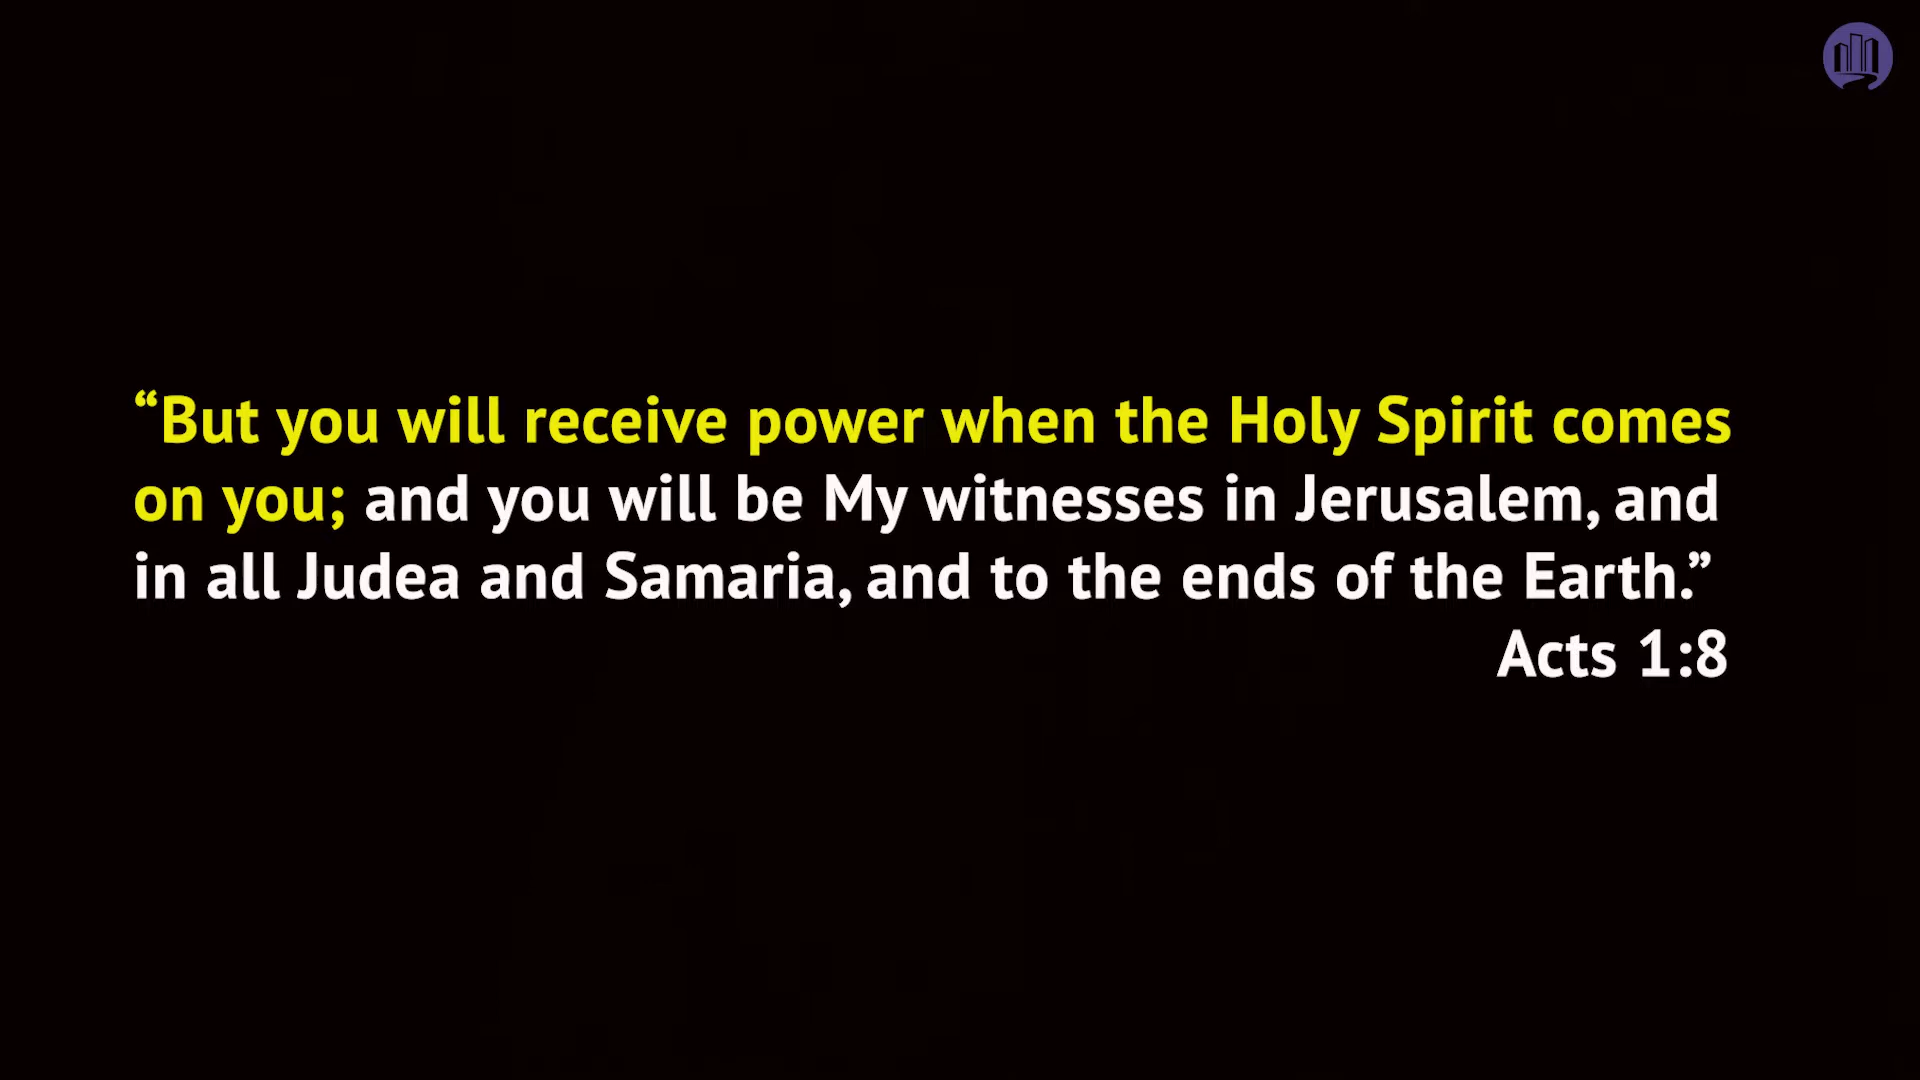 “But you will receive power when the Holy Spirit comes
on you; and you will be My witnesses in Jerusalem, and
in all Judea and Samaria, and to the ends of the Earth.”
Acts 1:8